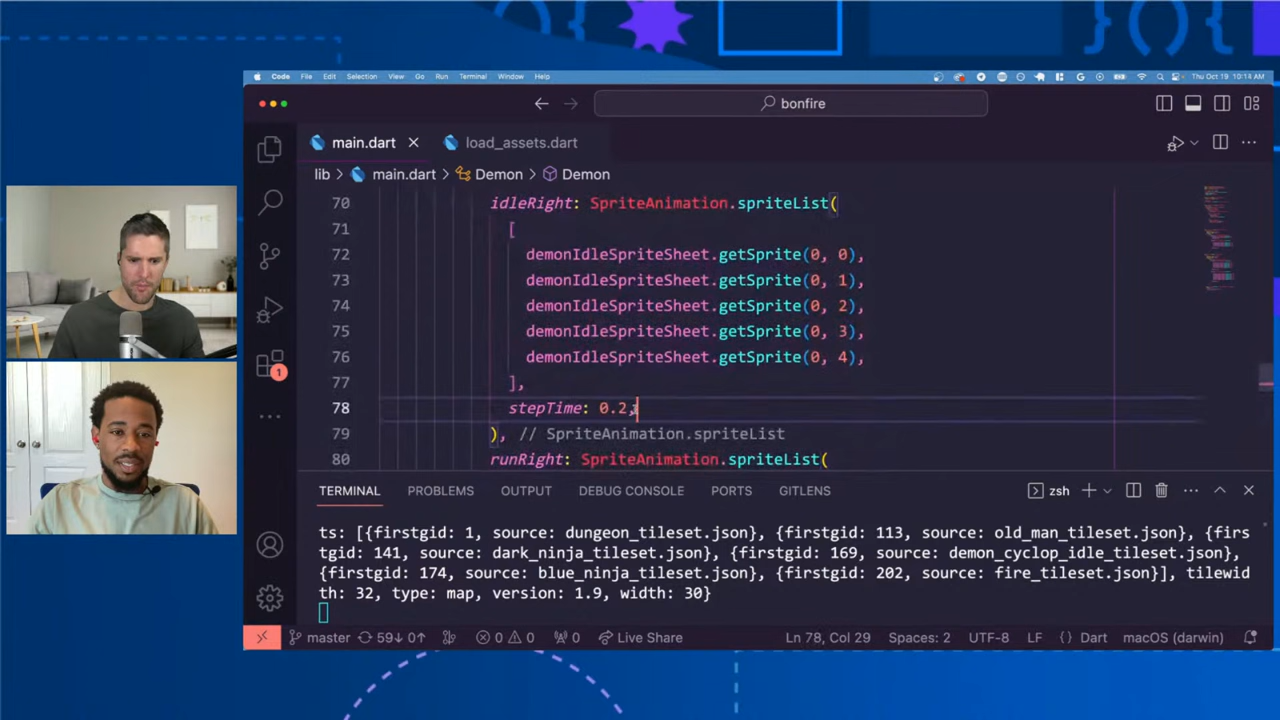 Code File Edit Selection View Go Run Terminal Window Help
Thu Oct 19 10:14 AM
bonfire
main.dart
load_assets.dart
lib > main.dart > Demon > Demon
70 idleRight: SpriteAnimation.spriteList(
71 [
72 demonIdleSpriteSheet.getSprite(0, 0),
73 demonIdleSpriteSheet.getSprite(0, 1),
74 demonIdleSpriteSheet.getSprite(0, 2),
75 demonIdleSpriteSheet.getSprite(0, 3),
76 demonIdleSpriteSheet.getSprite(0, 4),
77 ],
78 stepTime: 0.2,
79 ), // SpriteAnimation.spriteList
80 runRight: SpriteAnimation.spriteList(
1
TERMINAL PROBLEMS OUTPUT DEBUG CONSOLE PORTS GITLENS zsh
ts: [{firstgid: 1, source: dungeon_tileset.json}, {firstgid: 113, source: old_man_tileset.json}, {firs
tgid: 141, source: dark_ninja_tileset.json}, {firstgid: 169, source: demon_cyclop_idle_tileset.json},
{firstgid: 174, source: blue_ninja_tileset.json}, {firstgid: 202, source: fire_tileset.json}], tilewid
th: 32, type: map, version: 1.9, width: 30}
master 59↓ 0↑ 0 0 0 Live Share Ln 78, Col 29 Spaces: 2 UTF-8 LF {} Dart macOS (darwin)